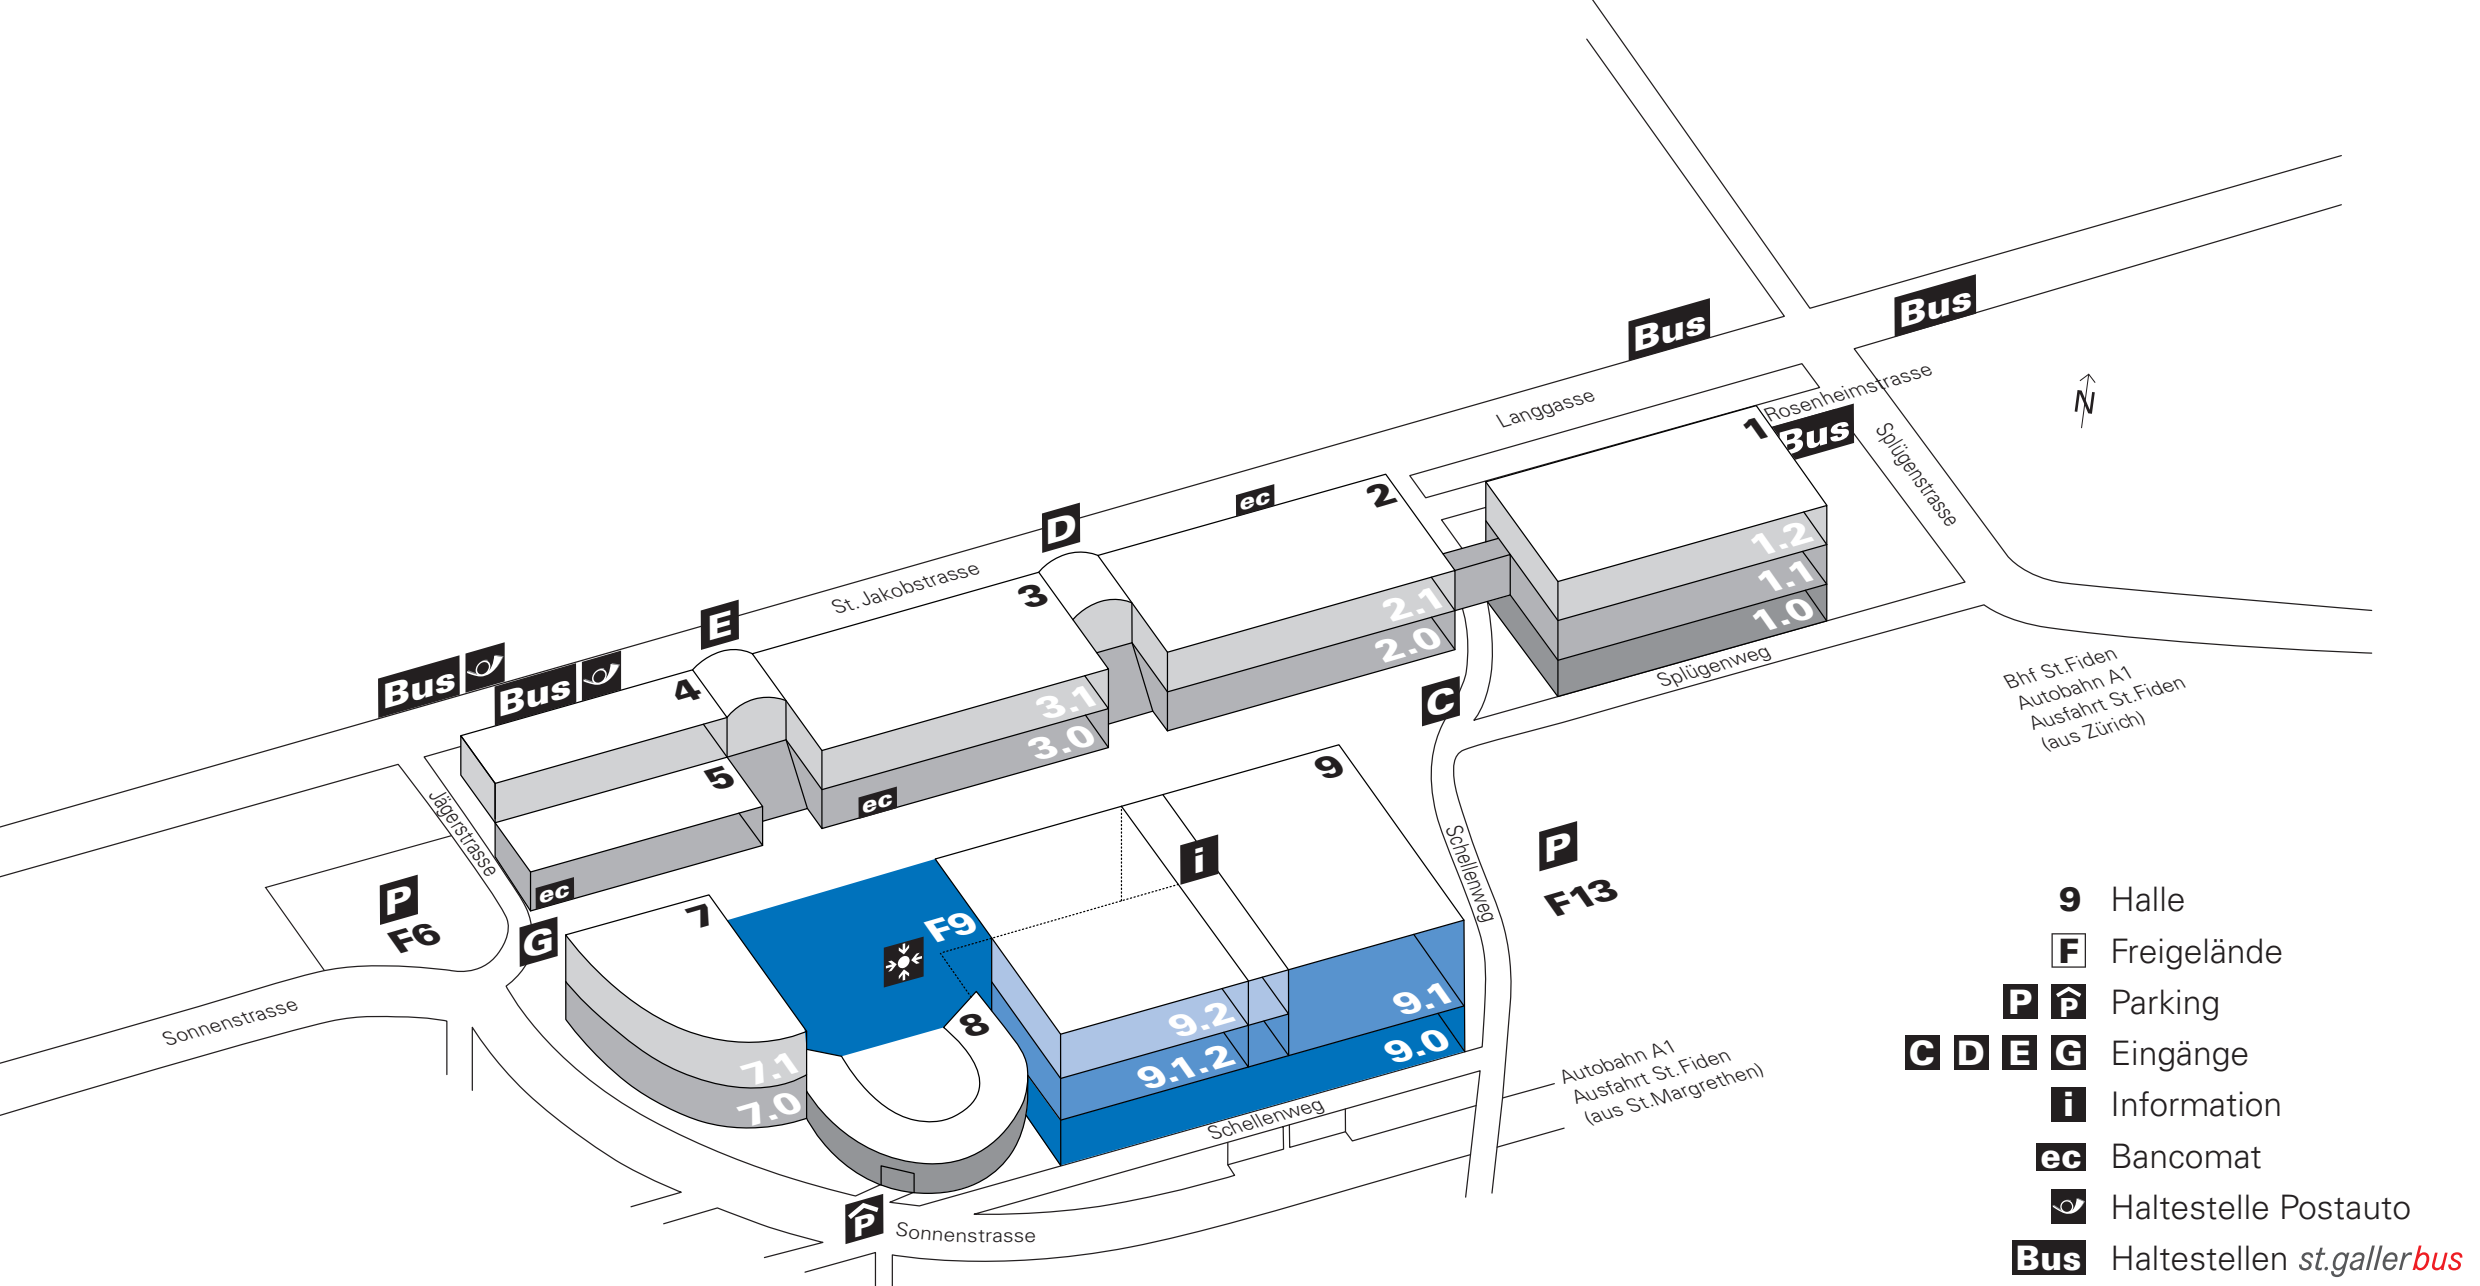 Bus
Bus
Langgasse
Rosenheimstrasse
Bus
Splügenstrasse
N
1
1.2
1.1
1.0
Splügenweg
Bhf St.Fiden
Autobahn A1
Ausfahrt St.Fiden
(aus Zürich)
ec
2
2.1
2.0
D
St. Jakobstrasse
3
3.1
3.0
ec
E
Bus
Bus
4
5
ec
C
Jägerstrasse
P
F6
G
7
7.1
7.0
F9
8
9
i
9.2
9.1
9.1.2
9.0
Schellenweg
P
F13
Sonnenstrasse
Autobahn A1
Ausfahrt St. Fiden
(aus St.Margrethen)
Schellenweg
P
Sonnenstrasse
9 Halle
F Freigelände
P P Parking
C D E G Eingänge
i Information
ec Bancomat
Haltestelle Postauto
Bus Haltestellen st.gallerbus